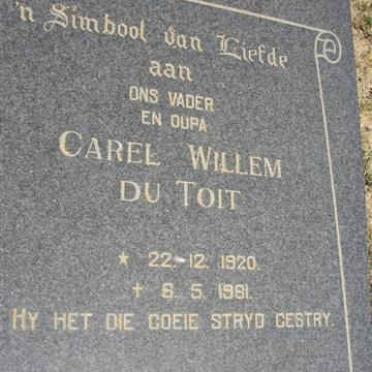 'n Simbool van Liefde
aan
ONS VADER
EN OUPA
CAREL WILLEM
DU TOIT
* 22.12.1920.
† 6.5.1981.
HY HET DIE GOEIE STRYD GESTRY.